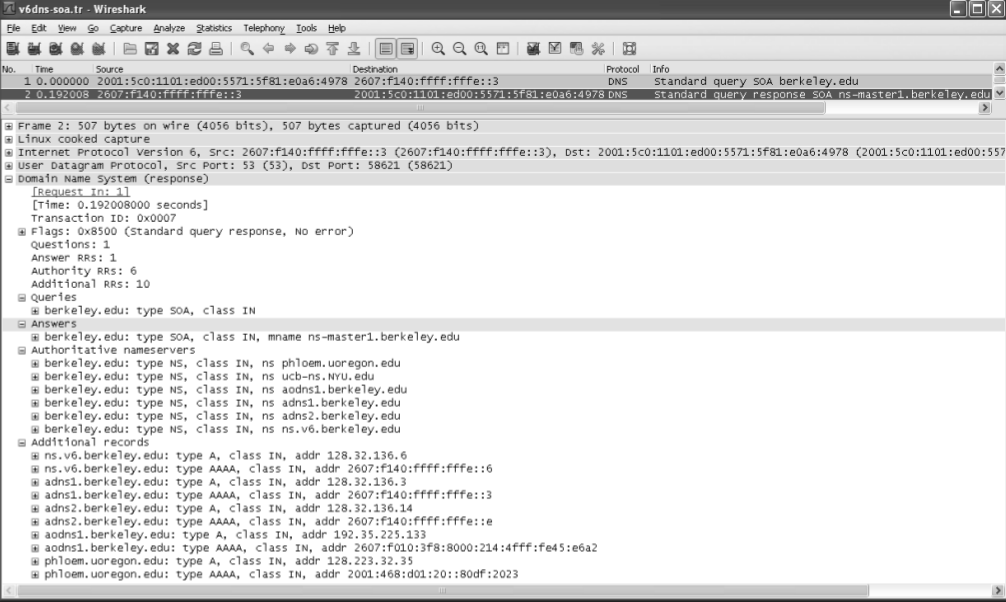 v6dns-soa.tr - Wireshark
File Edit View Go Capture Analyze Statistics Telephony Tools Help
No. Time Source Destination Protocol Info
1 0.000000 2001:5c0:1101:ed00:5571:5f81:e0a6:4978 2607:f140:ffff:fffe::3 DNS Standard query SOA berkeley.edu
2 0.192008 2607:f140:ffff:fffe::3 2001:5c0:1101:ed00:5571:5f81:e0a6:4978 DNS Standard query response SOA ns-master1.berkeley.edu
Frame 2: 507 bytes on wire (4056 bits), 507 bytes captured (4056 bits)
Linux cooked capture
Internet Protocol Version 6, Src: 2607:f140:ffff:fffe::3 (2607:f140:ffff:fffe::3), Dst: 2001:5c0:1101:ed00:5571:5f81:e0a6:4978 (2001:5c0:1101:ed00:557
User Datagram Protocol, Src Port: 53 (53), Dst Port: 58621 (58621)
Domain Name System (response)
[Request In: 1]
[Time: 0.192008000 seconds]
Transaction ID: 0x0007
Flags: 0x8500 (Standard query response, No error)
Questions: 1
Answer RRs: 1
Authority RRs: 6
Additional RRs: 10
Queries
berkeley.edu: type SOA, class IN
Answers
berkeley.edu: type SOA, class IN, mname ns-master1.berkeley.edu
Authoritative nameservers
berkeley.edu: type NS, class IN, ns phloem.uoregon.edu
berkeley.edu: type NS, class IN, ns ucb-ns.NYU.edu
berkeley.edu: type NS, class IN, ns aodns1.berkeley.edu
berkeley.edu: type NS, class IN, ns adns1.berkeley.edu
berkeley.edu: type NS, class IN, ns adns2.berkeley.edu
berkeley.edu: type NS, class IN, ns ns.v6.berkeley.edu
Additional records
ns.v6.berkeley.edu: type A, class IN, addr 128.32.136.6
ns.v6.berkeley.edu: type AAAA, class IN, addr 2607:f140:ffff:fffe::6
adns1.berkeley.edu: type A, class IN, addr 128.32.136.3
adns1.berkeley.edu: type AAAA, class IN, addr 2607:f140:ffff:fffe::3
adns2.berkeley.edu: type A, class IN, addr 128.32.136.14
adns2.berkeley.edu: type AAAA, class IN, addr 2607:f140:ffff:fffe::e
aodns1.berkeley.edu: type A, class IN, addr 192.35.225.133
aodns1.berkeley.edu: type AAAA, class IN, addr 2607:f010:3f8:8000:214:4fff:fe45:e6a2
phloem.uoregon.edu: type A, class IN, addr 128.223.32.35
phloem.uoregon.edu: type AAAA, class IN, addr 2001:468:d01:20::80df:2023